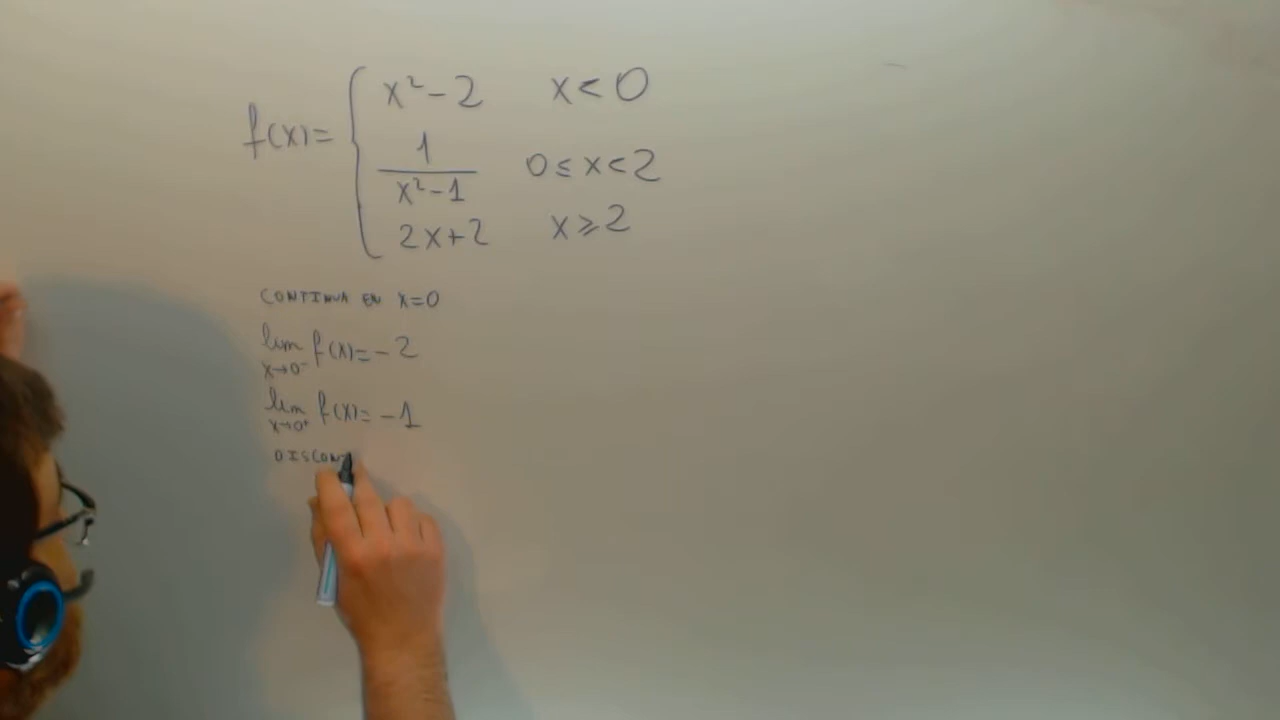 f(x)= { x²-2   x<0
1/(x²-1)   0≤x<2
2x+2   x≥2
CONTINUA EN X=0
lim x→0⁻ f(x)=-2
lim x→0⁺ f(x)=-1
DISCON